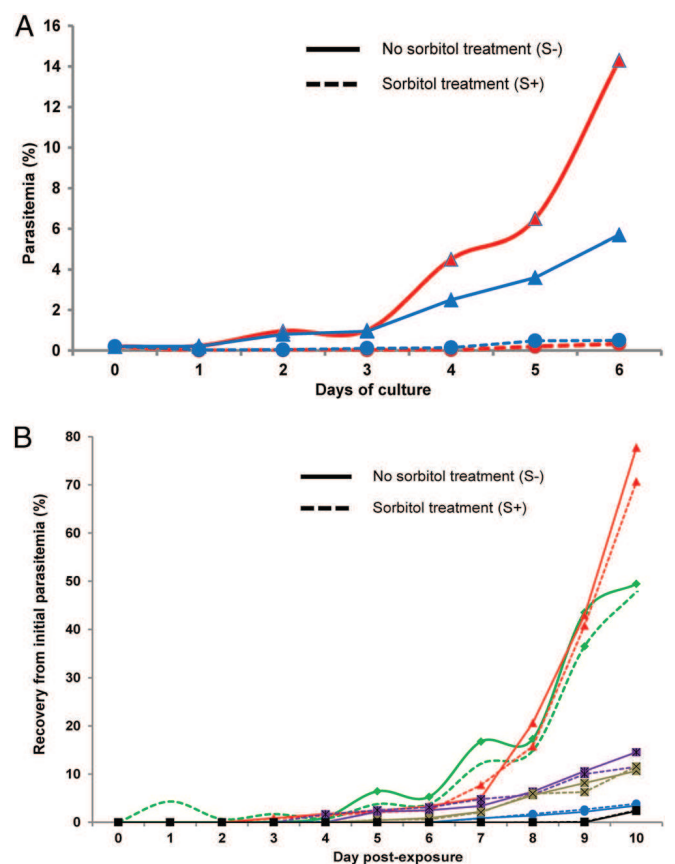 A
16
14
12
10
8
6
4
2
0
Parasitemia (%)
No sorbitol treatment (S-)
Sorbitol treatment (S+)
0 1 2 3 4 5 6
Days of culture
B
80
70
60
50
40
30
20
10
0
Recovery from initial parasitemia (%)
No sorbitol treatment (S-)
Sorbitol treatment (S+)
0 1 2 3 4 5 6 7 8 9 10
Day post-exposure